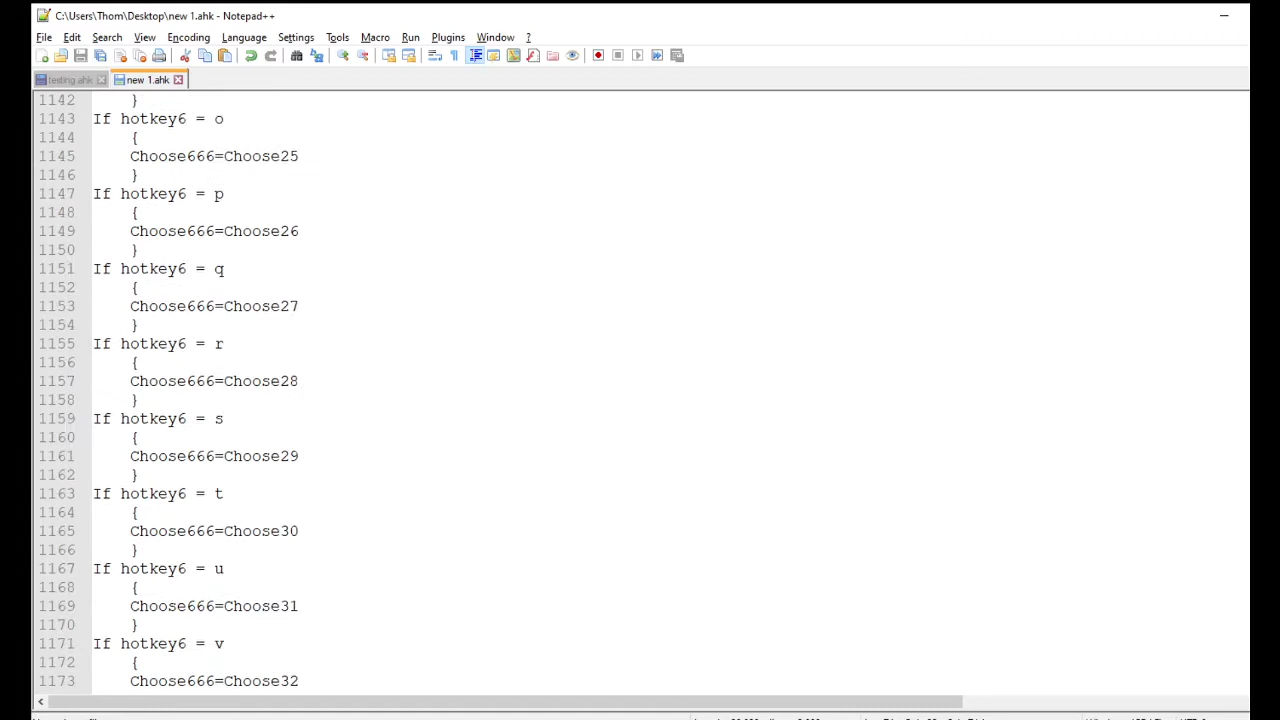 C:\Users\Thom\Desktop\new 1.ahk - Notepad++
File Edit Search View Encoding Language Settings Tools Macro Run Plugins Window ?
testing.ahk new 1.ahk
1142 }
1143 If hotkey6 = o
1144 {
1145 Choose666=Choose25
1146 }
1147 If hotkey6 = p
1148 {
1149 Choose666=Choose26
1150 }
1151 If hotkey6 = q
1152 {
1153 Choose666=Choose27
1154 }
1155 If hotkey6 = r
1156 {
1157 Choose666=Choose28
1158 }
1159 If hotkey6 = s
1160 {
1161 Choose666=Choose29
1162 }
1163 If hotkey6 = t
1164 {
1165 Choose666=Choose30
1166 }
1167 If hotkey6 = u
1168 {
1169 Choose666=Choose31
1170 }
1171 If hotkey6 = v
1172 {
1173 Choose666=Choose32